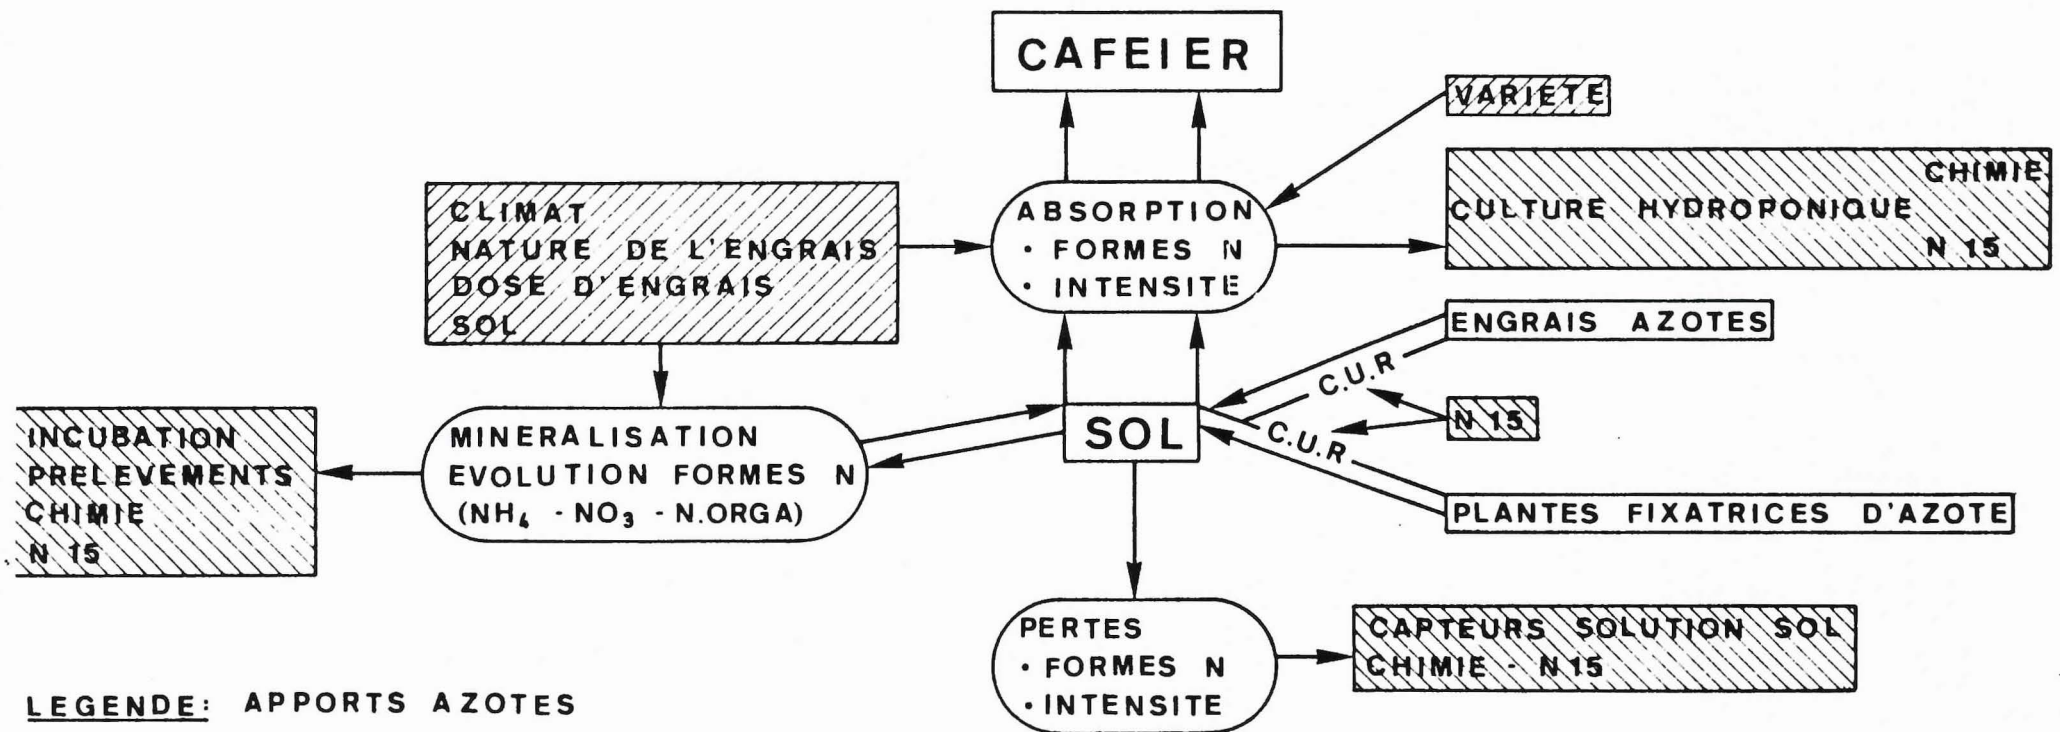 CAFEIER
VARIETE
CHIMIE
CULTURE HYDROPONIQUE
N 15
CLIMAT
NATURE DE L'ENGRAIS
DOSE D'ENGRAIS
SOL
ABSORPTION
• FORMES N
• INTENSITE
ENGRAIS AZOTES
C.U.R
N 15
C.U.R
PLANTES FIXATRICES D'AZOTE
SOL
MINERALISATION
EVOLUTION FORMES N
(NH₄ - NO₃ - N.ORGA)
INCUBATION
PRELEVEMENTS
CHIMIE
N 15
PERTES
• FORMES N
• INTENSITE
CAPTEURS SOLUTION SOL
CHIMIE - N 15
LEGENDE: APPORTS AZOTES